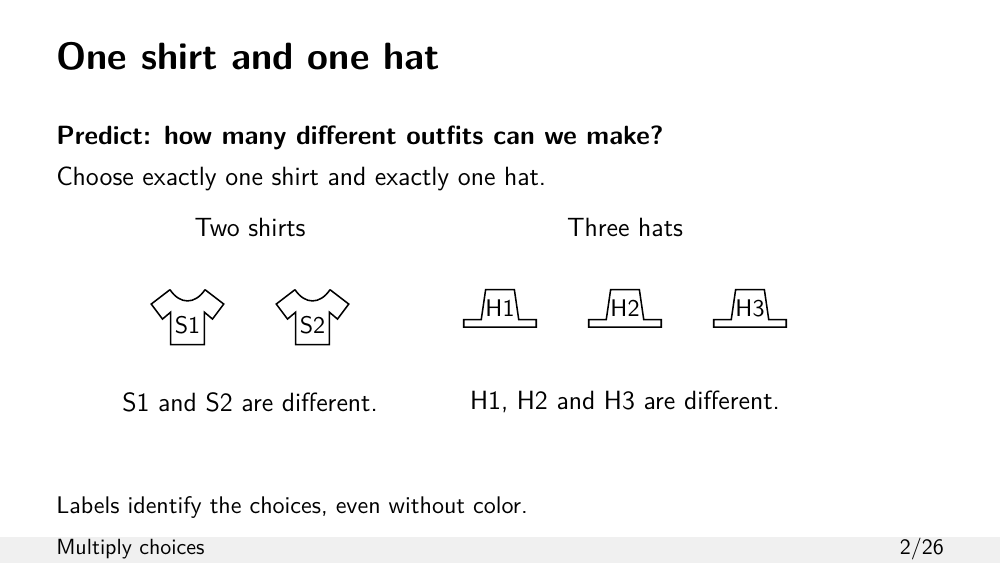 One shirt and one hat
Predict: how many different outfits can we make?
Choose exactly one shirt and exactly one hat.
Two shirts
Three hats
S1
S2
H1
H2
H3
S1 and S2 are different.
H1, H2 and H3 are different.
Labels identify the choices, even without color.
Multiply choices
2/26